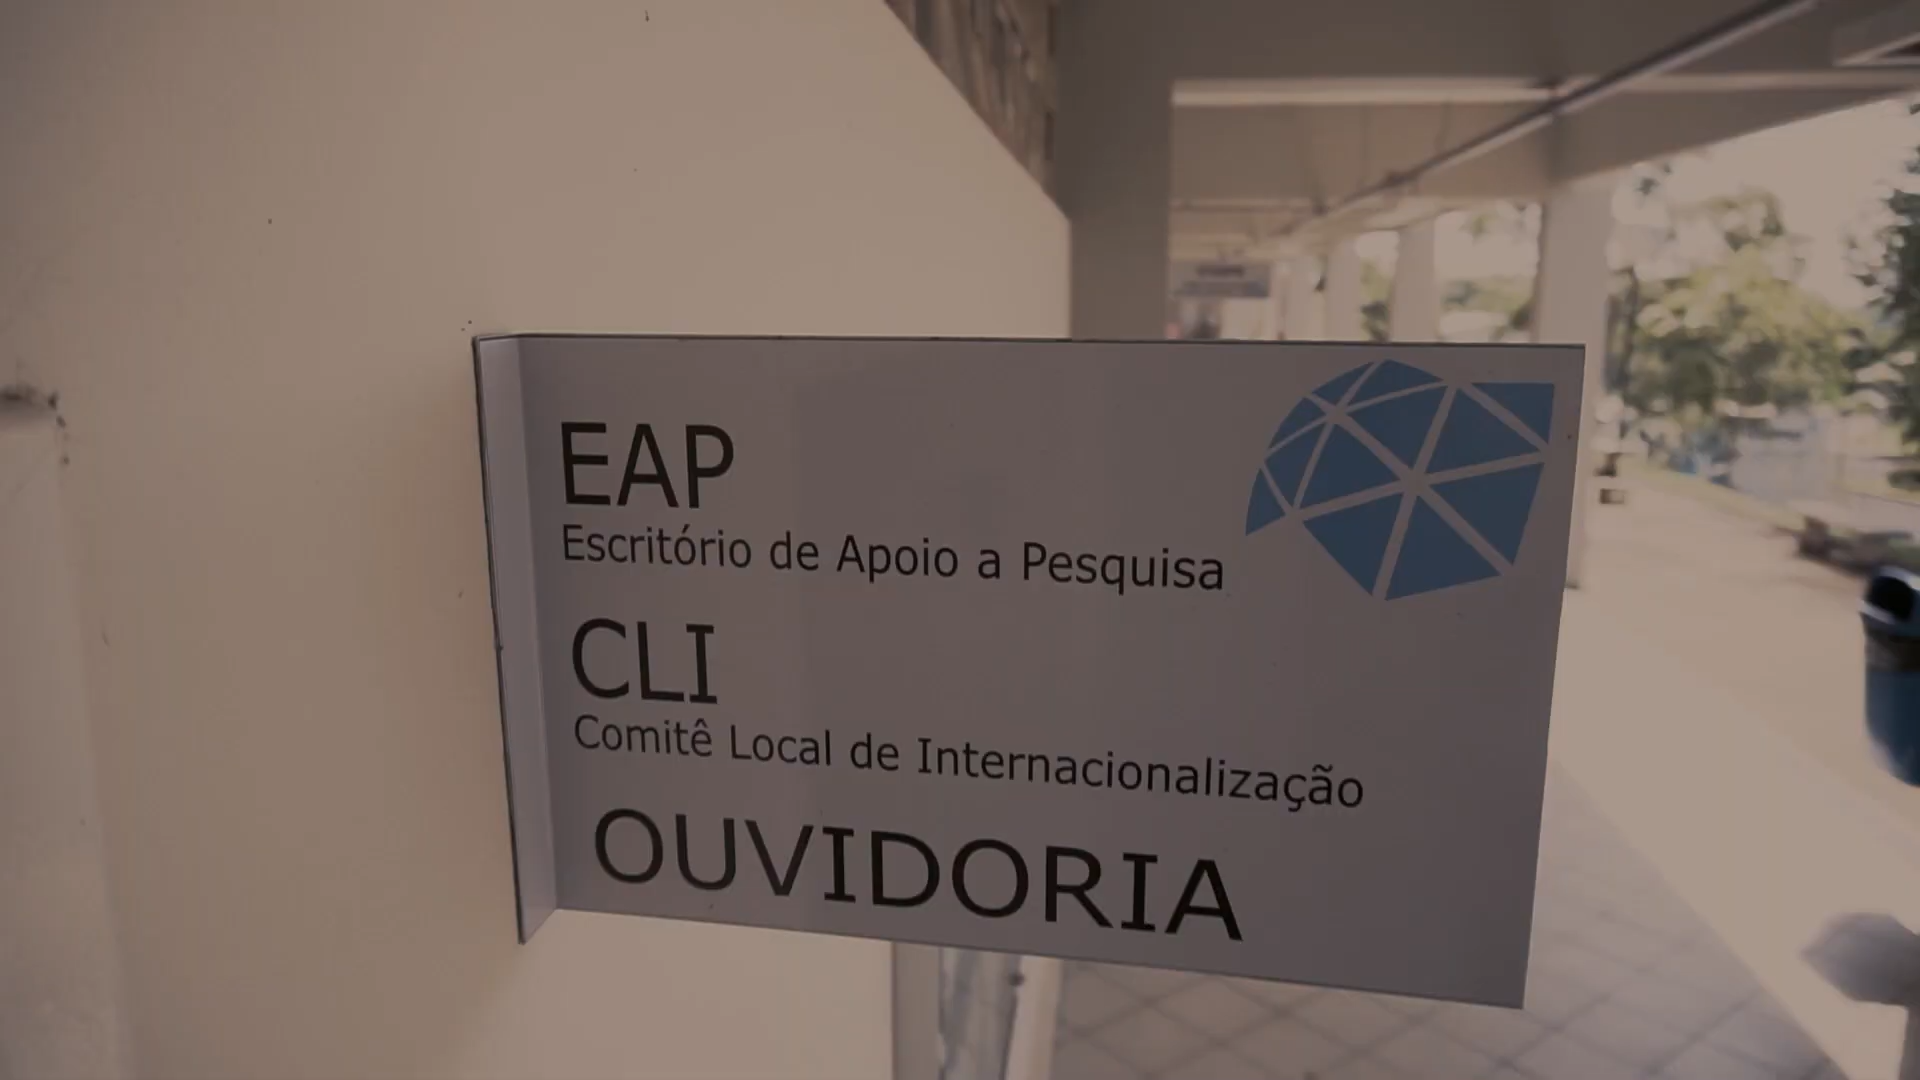 EAP
Escritório de Apoio a Pesquisa
CLI
Comitê Local de Internacionalização
OUVIDORIA